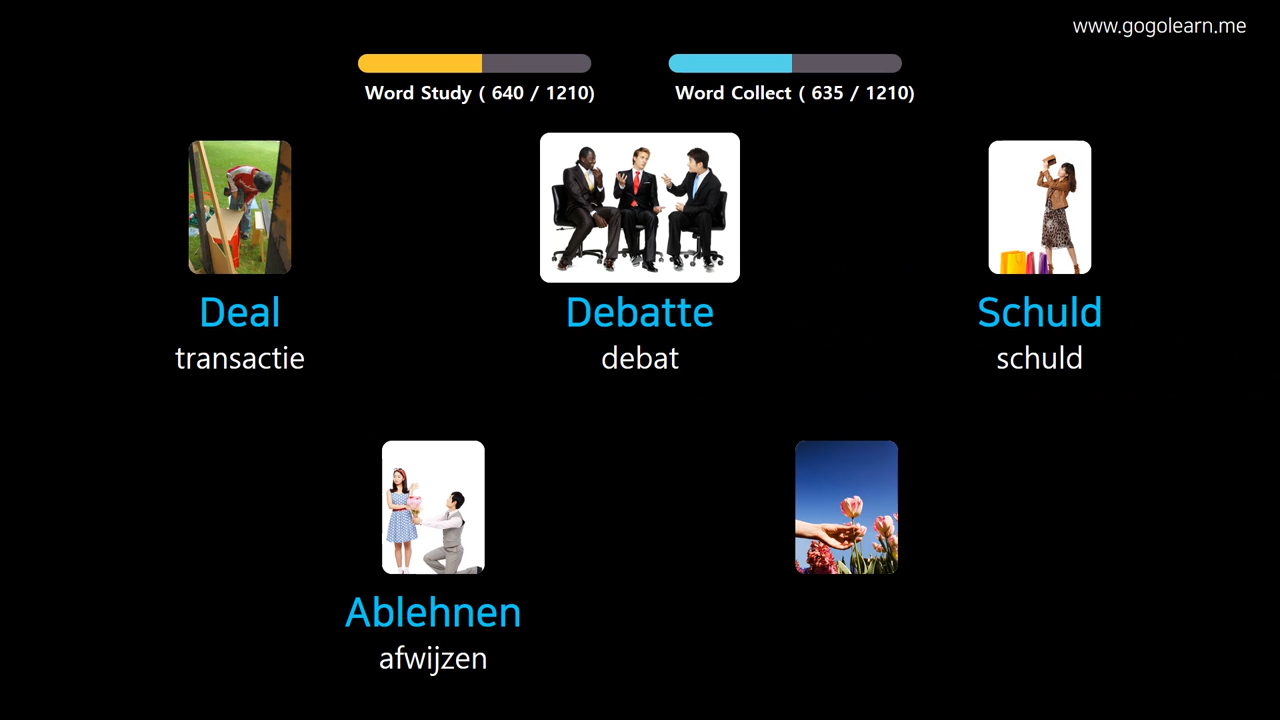 www.gogolearn.me
Word Study ( 640 / 1210)
Word Collect ( 635 / 1210)
Deal
transactie
Debatte
debat
Schuld
schuld
Ablehnen
afwijzen